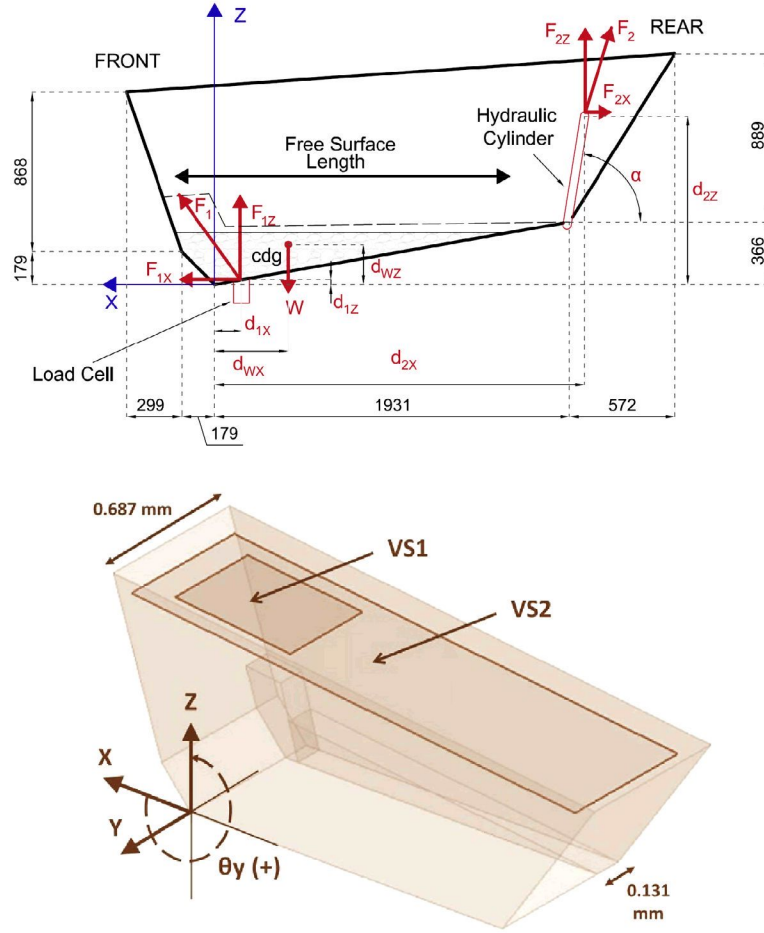 Z
FRONT
REAR
F2Z
F2
F2X
Hydraulic
Cylinder
Free Surface
Length
α
868
889
d2Z
F1
F1Z
179
F1X
cdg
dWZ
366
X
W
d1Z
d1X
Load Cell
dWX
d2X
299
1931
572
179
0.687 mm
VS1
VS2
Z
X
Y
θy (+)
0.131
mm